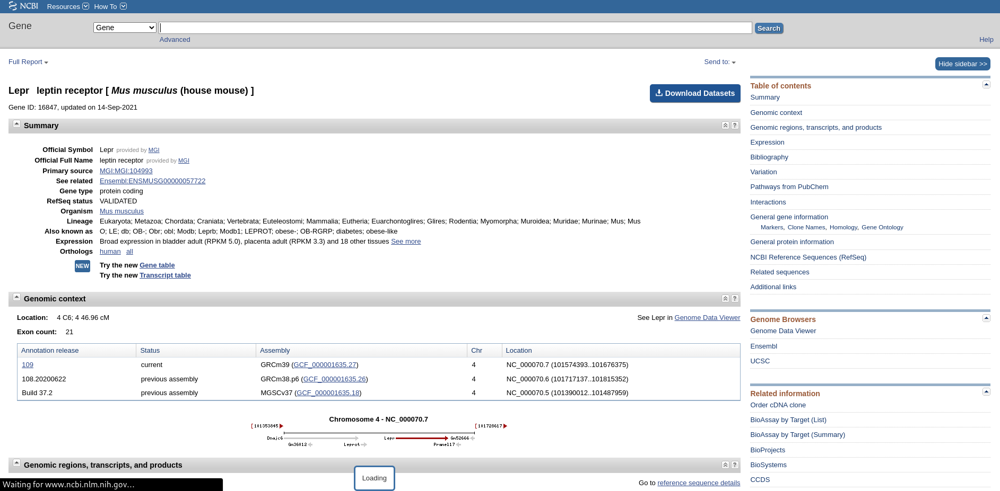 NCBI Resources How To
Gene Gene Search
Advanced Help
Full Report Send to: Hide sidebar >>
Lepr leptin receptor [ Mus musculus (house mouse) ]
Download Datasets
Gene ID: 16847, updated on 14-Sep-2021
Summary ?
Official Symbol Lepr provided by MGI
Official Full Name leptin receptor provided by MGI
Primary source MGI:MGI:104993
See related Ensembl:ENSMUSG00000057722
Gene type protein coding
RefSeq status VALIDATED
Organism Mus musculus
Lineage Eukaryota; Metazoa; Chordata; Craniata; Vertebrata; Euteleostomi; Mammalia; Eutheria; Euarchontoglires; Glires; Rodentia; Myomorpha; Muroidea; Muridae; Murinae; Mus; Mus
Also known as O; LE; db; OB-; Obr; obl; Modb; Leprb; Modb1; LEPROT; obese-; OB-RGRP; diabetes; obese-like
Expression Broad expression in bladder adult (RPKM 5.0), placenta adult (RPKM 3.3) and 18 other tissues See more
Orthologs human all
NEW Try the new Gene table
Try the new Transcript table
Genomic context ?
Location: 4 C6; 4 46.96 cM
See Lepr in Genome Data Viewer
Exon count: 21
Annotation release Status Assembly Chr Location
109 current GRCm39 (GCF_000001635.27) 4 NC_000070.7 (101574393..101676375)
108.20200622 previous assembly GRCm38.p6 (GCF_000001635.26) 4 NC_000070.6 (101717137..101815352)
Build 37.2 previous assembly MGSCv37 (GCF_000001635.18) 4 NC_000070.5 (101390012..101487959)
Chromosome 4 - NC_000070.7
[ 101353845 [ 101728617
Dnajc6 Lepr Gm52666
Gm36012 Leprot Pramel17
Genomic regions, transcripts, and products ?
Loading
Go to reference sequence details
Waiting for www.ncbi.nlm.nih.gov...
Table of contents
Summary
Genomic context
Genomic regions, transcripts, and products
Expression
Bibliography
Variation
Pathways from PubChem
Interactions
General gene information
Markers, Clone Names, Homology, Gene Ontology
General protein information
NCBI Reference Sequences (RefSeq)
Related sequences
Additional links
Genome Browsers
Genome Data Viewer
Ensembl
UCSC
Related information
Order cDNA clone
BioAssay by Target (List)
BioAssay by Target (Summary)
BioProjects
BioSystems
CCDS